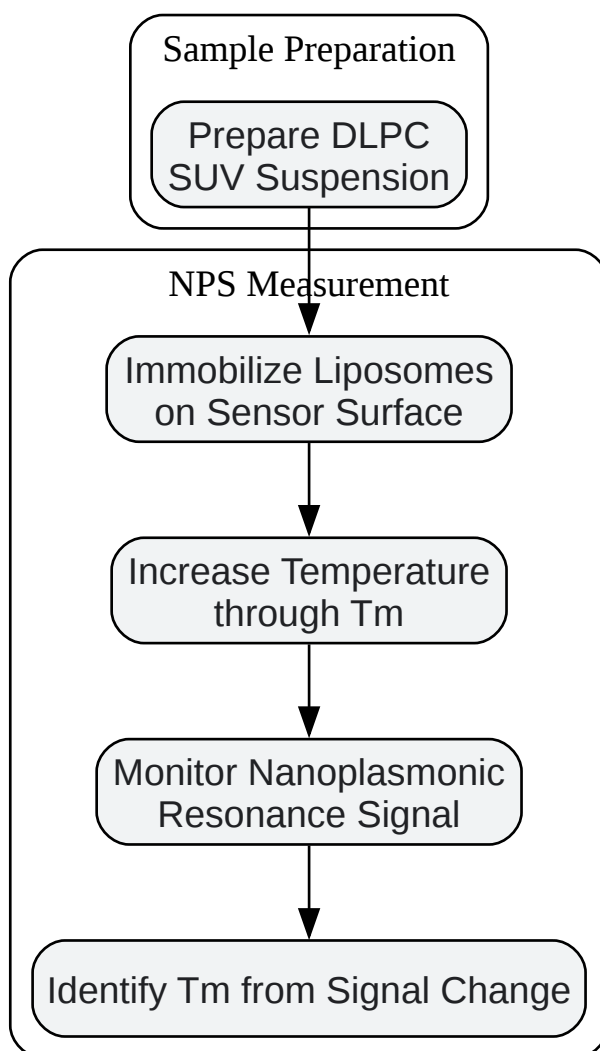 Sample Preparation
Prepare DLPC
SUV Suspension
NPS Measurement
Immobilize Liposomes
on Sensor Surface
Increase Temperature
through Tm
Monitor Nanoplasmonic
Resonance Signal
Identify Tm from Signal Change